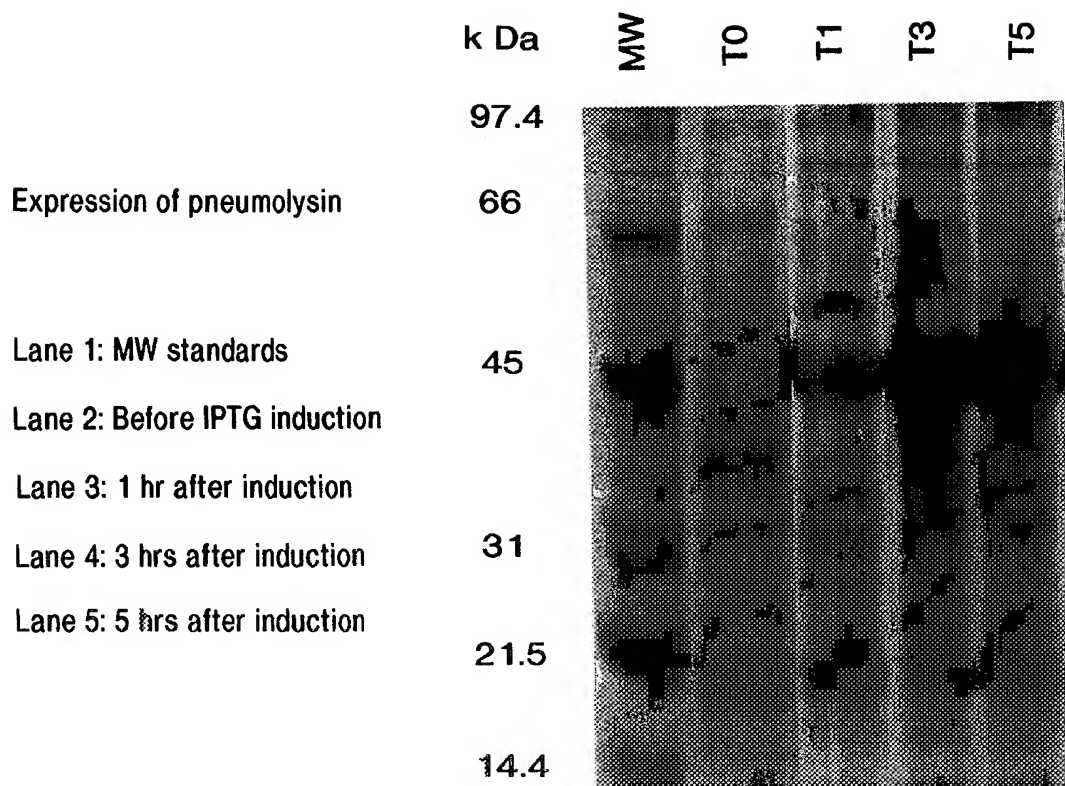 k Da
MW
T0
T1
T3
T5
97.4
Expression of pneumolysin
66
Lane 1: MW standards
45
Lane 2: Before IPTG induction
Lane 3: 1 hr after induction
Lane 4: 3 hrs after induction
31
Lane 5: 5 hrs after induction
21.5
14.4